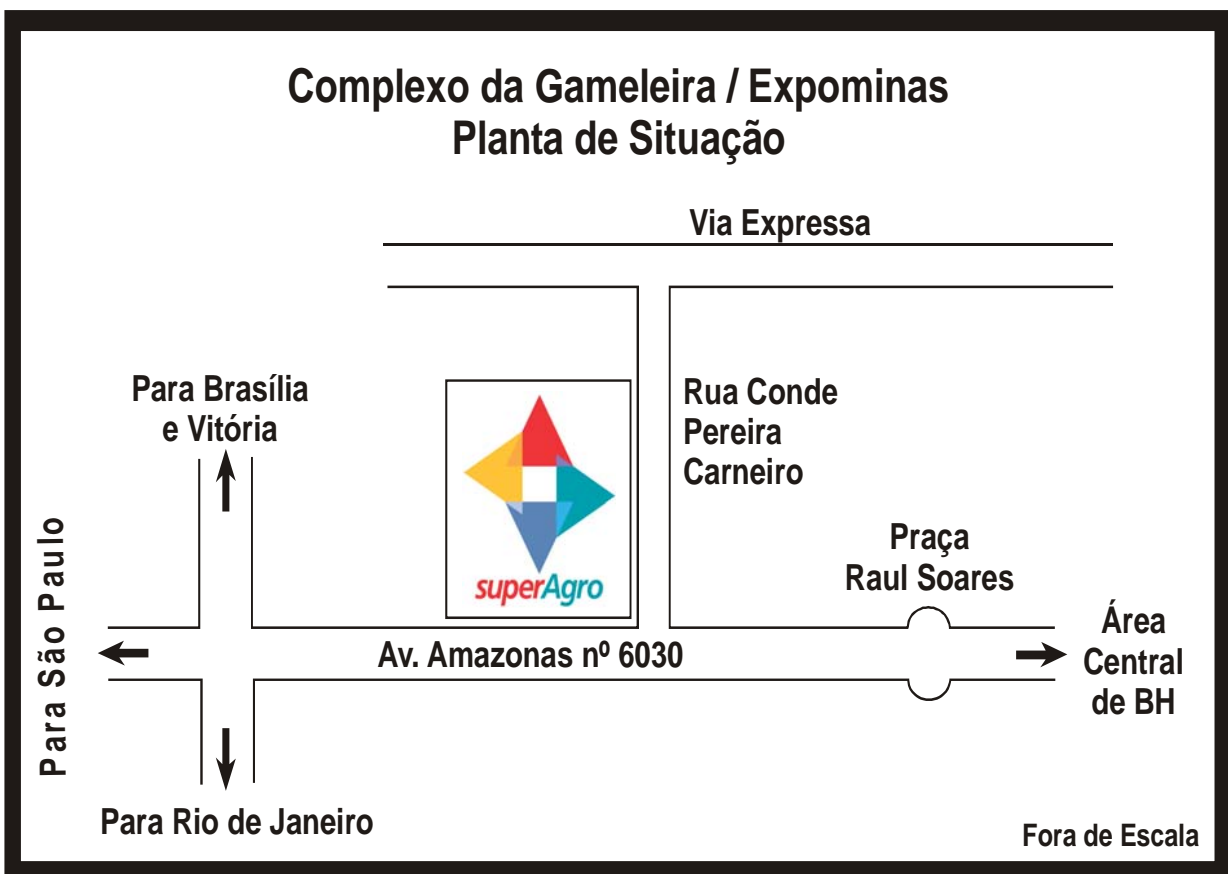 Complexo da Gameleira / Expominas
Planta de Situação
Via Expressa
Para Brasília
e Vitória
Rua Conde
Pereira
Carneiro
superAgro
Praça
Raul Soares
Para São Paulo
Av. Amazonas nº 6030
Área
Central
de BH
Para Rio de Janeiro
Fora de Escala